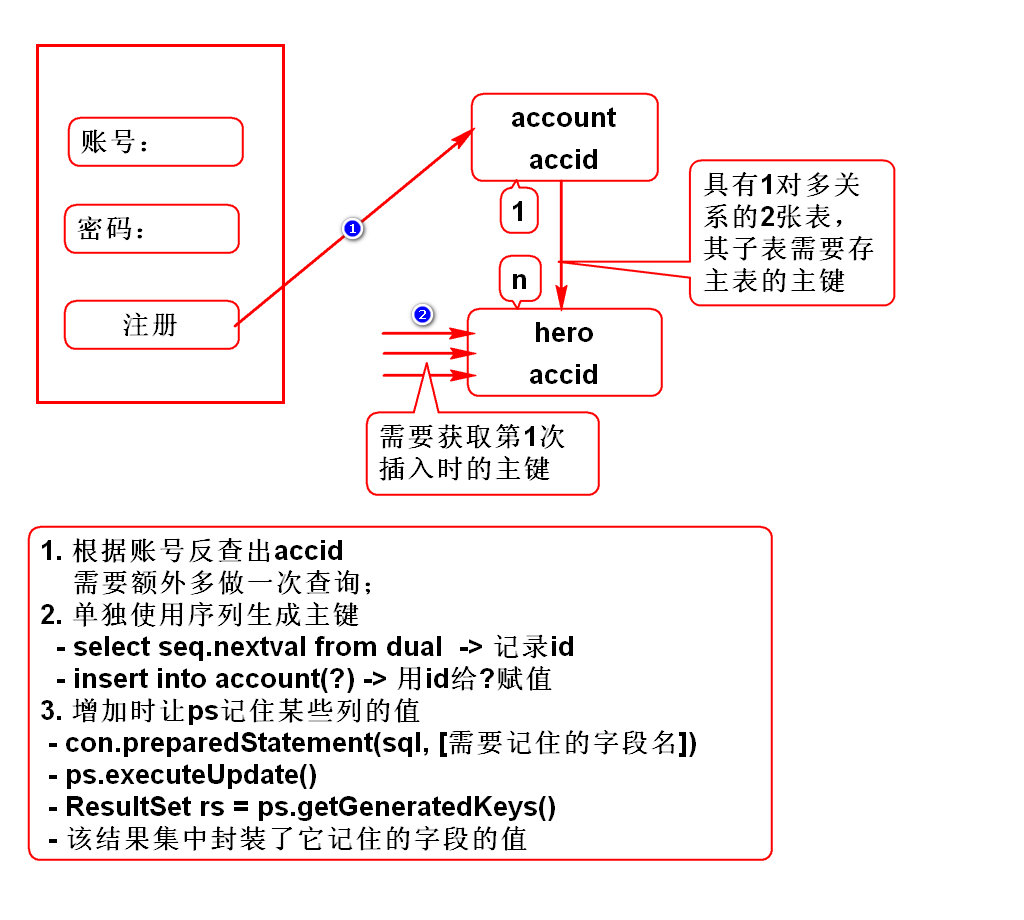 账号：
密码：
注册
1
account
accid
1
n
具有1对多关
系的2张表，
其子表需要存
主表的主键
2
hero
accid
需要获取第1次
插入时的主键
1. 根据账号反查出accid
需要额外多做一次查询；
2. 单独使用序列生成主键
- select seq.nextval from dual -> 记录id
- insert into account(?) -> 用id给?赋值
3. 增加时让ps记住某些列的值
- con.preparedStatement(sql, [需要记住的字段名])
- ps.executeUpdate()
- ResultSet rs = ps.getGeneratedKeys()
- 该结果集中封装了它记住的字段的值